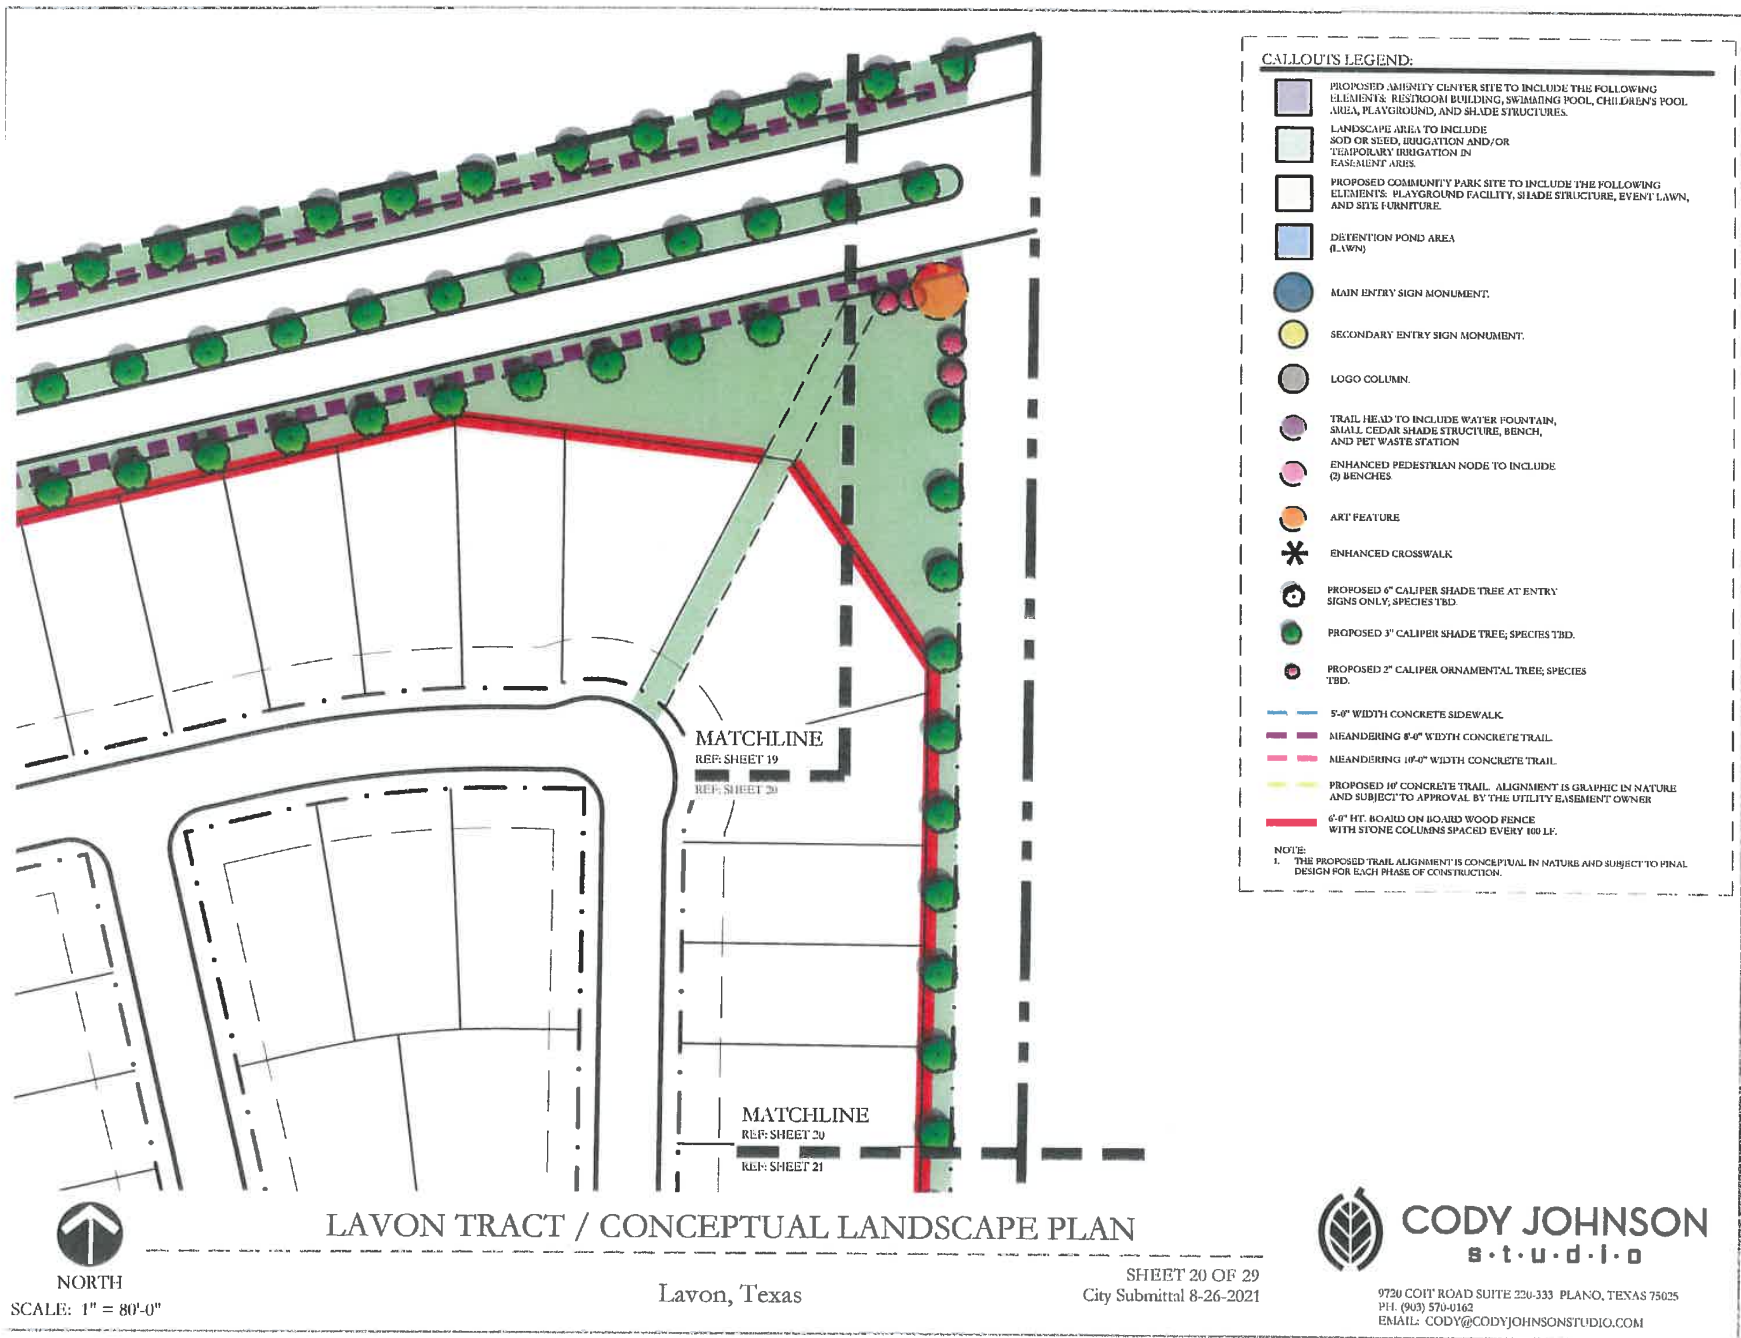 CALLOUTS LEGEND:
PROPOSED AMENITY CENTER SITE TO INCLUDE THE FOLLOWING
ELEMENTS: RESTROOM BUILDING, SWIMMING POOL, CHILDREN'S POOL
AREA, PLAYGROUND, AND SHADE STRUCTURES.
LANDSCAPE AREA TO INCLUDE
SOD OR SEED, IRRIGATION AND/OR
TEMPORARY IRRIGATION IN
EASEMENT ARES.
PROPOSED COMMUNITY PARK SITE TO INCLUDE THE FOLLOWING
ELEMENTS: PLAYGROUND FACILITY, SHADE STRUCTURE, EVENT LAWN,
AND SITE FURNITURE.
DETENTION POND AREA
(LAWN)
MAIN ENTRY SIGN MONUMENT.
SECONDARY ENTRY SIGN MONUMENT.
LOGO COLUMN.
TRAIL HEAD TO INCLUDE WATER FOUNTAIN,
SMALL CEDAR SHADE STRUCTURE, BENCH,
AND PET WASTE STATION
ENHANCED PEDESTRIAN NODE TO INCLUDE
(2) BENCHES
ART FEATURE
ENHANCED CROSSWALK
PROPOSED 6" CALIPER SHADE TREE AT ENTRY
SIGNS ONLY; SPECIES TBD.
PROPOSED 3" CALIPER SHADE TREE; SPECIES TBD.
PROPOSED 2" CALIPER ORNAMENTAL TREE; SPECIES
TBD.
5'-0" WIDTH CONCRETE SIDEWALK.
MEANDERING 8'-0" WIDTH CONCRETE TRAIL.
MEANDERING 10'-0" WIDTH CONCRETE TRAIL.
PROPOSED 10' CONCRETE TRAIL. ALIGNMENT IS GRAPHIC IN NATURE
AND SUBJECT TO APPROVAL BY THE UTILITY EASEMENT OWNER
6'-0" HT. BOARD ON BOARD WOOD FENCE
WITH STONE COLUMNS SPACED EVERY 100 LF.
NOTE:
1. THE PROPOSED TRAIL ALIGNMENT IS CONCEPTUAL IN NATURE AND SUBJECT TO FINAL
DESIGN FOR EACH PHASE OF CONSTRUCTION.
MATCHLINE
REF: SHEET 19
REF: SHEET 20
MATCHLINE
REF: SHEET 20
REF: SHEET 21
NORTH
SCALE: 1" = 80'-0"
LAVON TRACT / CONCEPTUAL LANDSCAPE PLAN
Lavon, Texas
SHEET 20 OF 29
City Submittal 8-26-2021
CODY JOHNSON
s·t·u·d·i·o
9720 COIT ROAD SUITE 220-333 PLANO, TEXAS 75025
PH. (903) 570-0162
EMAIL: CODY@CODYJOHNSONSTUDIO.COM